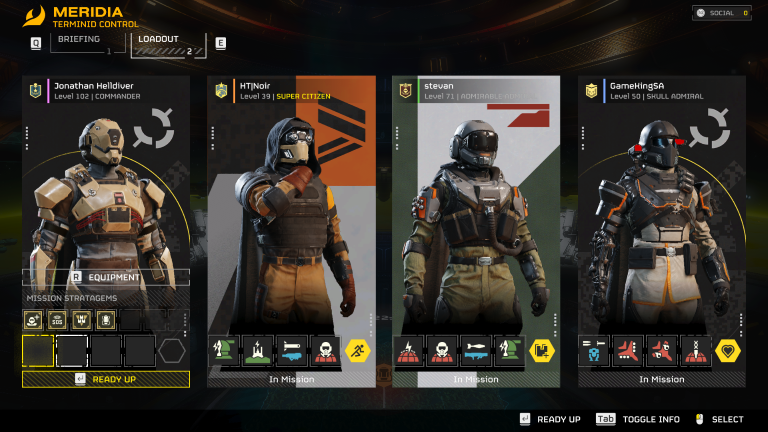 MERIDIA
TERMINID CONTROL
SOCIAL 0
Q BRIEFING 1 LOADOUT 2 E
Jonathan Helldiver
Level 102 | COMMANDER
HT|Noir
Level 39 | SUPER CITIZEN
stevan
Level 71 | ADMIRABLE
GameKingSA
Level 50 | SKULL ADMIRAL
R EQUIPMENT
MISSION STRATAGEMS
SOS
READY UP
In Mission
In Mission
In Mission
READY UP Tab TOGGLE INFO SELECT